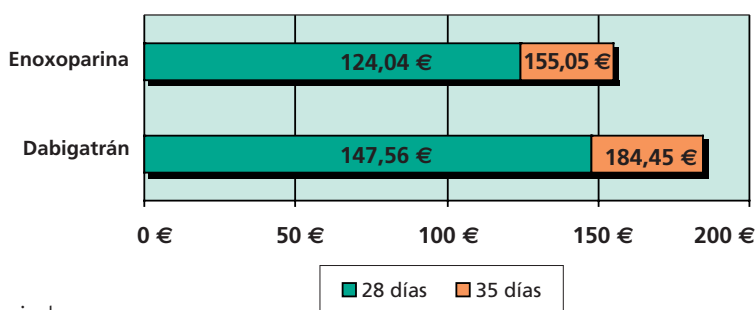 Enoxoparina 124,04 € 155,05 €
Dabigatrán 147,56 € 184,45 €
0 € 50 € 100 € 150 € 200 €
28 días 35 días